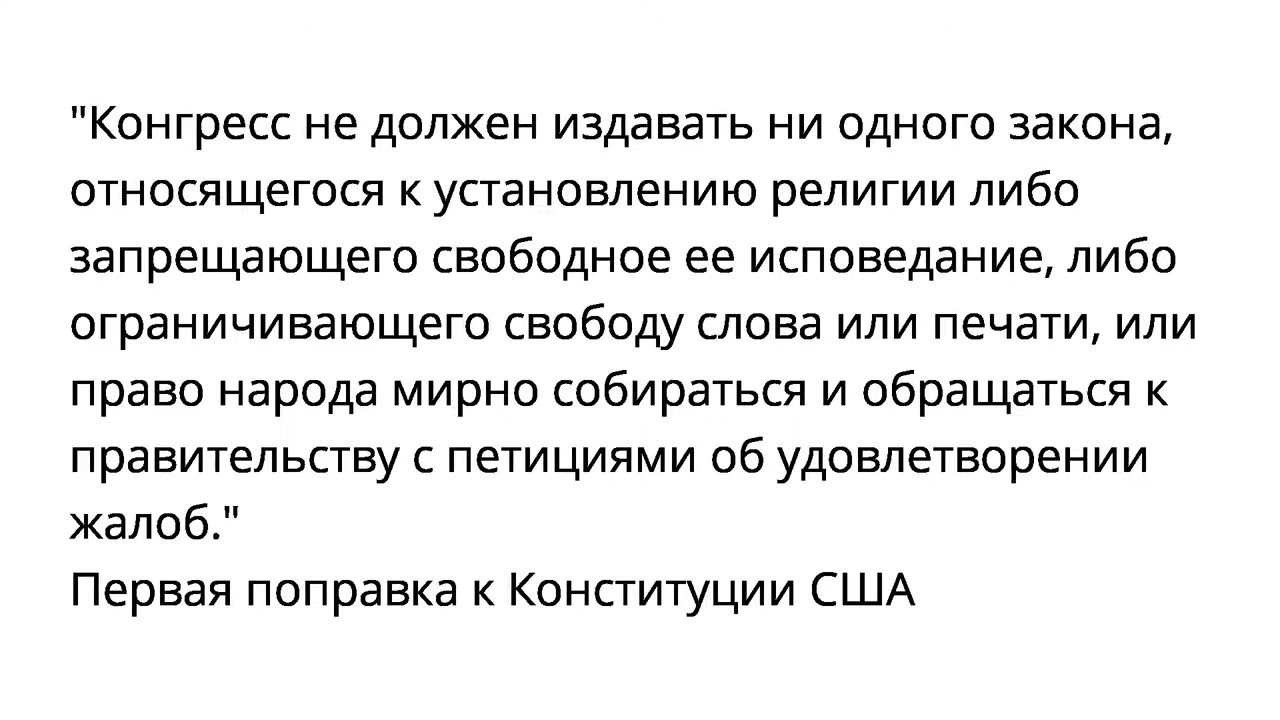 "Конгресс не должен издавать ни одного закона,
относящегося к установлению религии либо
запрещающего свободное ее исповедание, либо
ограничивающего свободу слова или печати, или
право народа мирно собираться и обращаться к
правительству с петициями об удовлетворении
жалоб."
Первая поправка к Конституции США